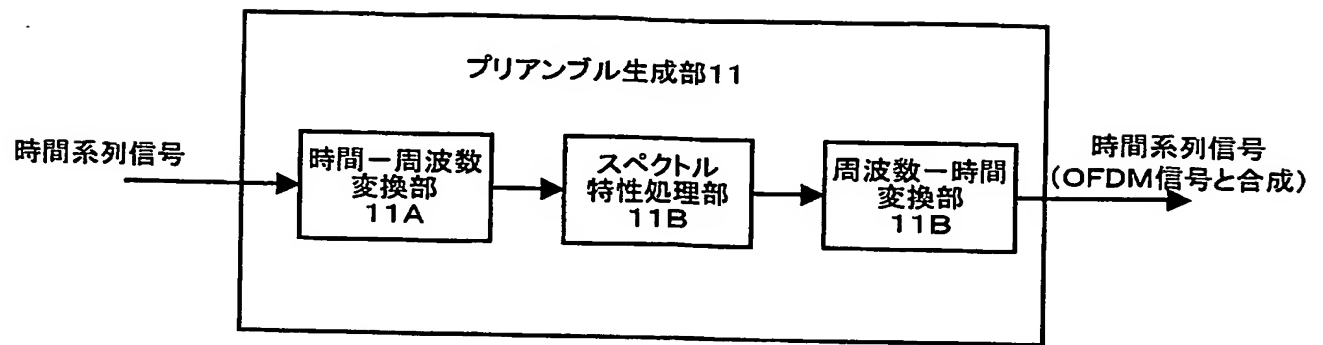 プリアンブル生成部11
時間系列信号
時間－周波数
変換部
11A
スペクトル
特性処理部
11B
周波数－時間
変換部
11B
時間系列信号
(OFDM信号と合成)